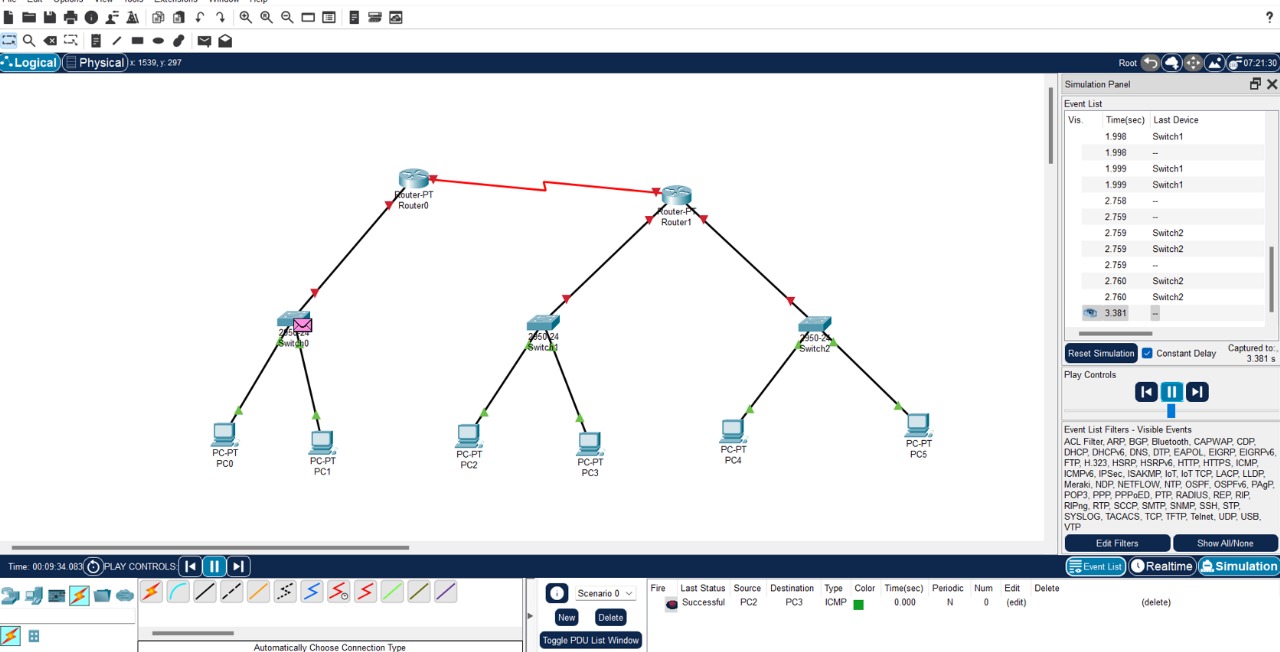 File Edit Options View Tools Extensions Window Help
?
Logical Physical x: 1539, y: 297
Root 07:21:30
Simulation Panel
Event List
Vis. Time(sec) Last Device
1.998 Switch1
1.998 --
1.999 Switch1
1.999 Switch1
2.758 --
2.759 --
2.759 Switch2
2.759 Switch2
2.759 --
2.760 Switch2
2.760 Switch2
3.381 --
Reset Simulation Constant Delay Captured to:
3.381 s
Play Controls
Event List Filters - Visible Events
ACL Filter, ARP, BGP, Bluetooth, CAPWAP, CDP,
DHCP, DHCPv6, DNS, DTP, EAPOL, EIGRP, EIGRPv6,
FTP, H.323, HSRP, HSRPv6, HTTP, HTTPS, ICMP,
ICMPv6, IPSec, ISAKMP, IoT, IoT TCP, LACP, LLDP,
Meraki, NDP, NETFLOW, NTP, OSPF, OSPFv6, PAgP,
POP3, PPP, PPPoED, PTP, RADIUS, REP, RIP,
RIPng, RTP, SCCP, SMTP, SNMP, SSH, STP,
SYSLOG, TACACS, TCP, TFTP, Telnet, UDP, USB,
VTP
Edit Filters Show All/None
Router-PT
Router0
Router-PT
Router1
2950-24
Switch0
2950-24
Switch1
2950-24
Switch2
PC-PT
PC0
PC-PT
PC1
PC-PT
PC2
PC-PT
PC3
PC-PT
PC4
PC-PT
PC5
Time: 00:09:34.083 PLAY CONTROLS:
Event List Realtime Simulation
Scenario 0
New Delete
Toggle PDU List Window
Fire Last Status Source Destination Type Color Time(sec) Periodic Num Edit Delete
Successful PC2 PC3 ICMP 0.000 N 0 (edit) (delete)
Automatically Choose Connection Type